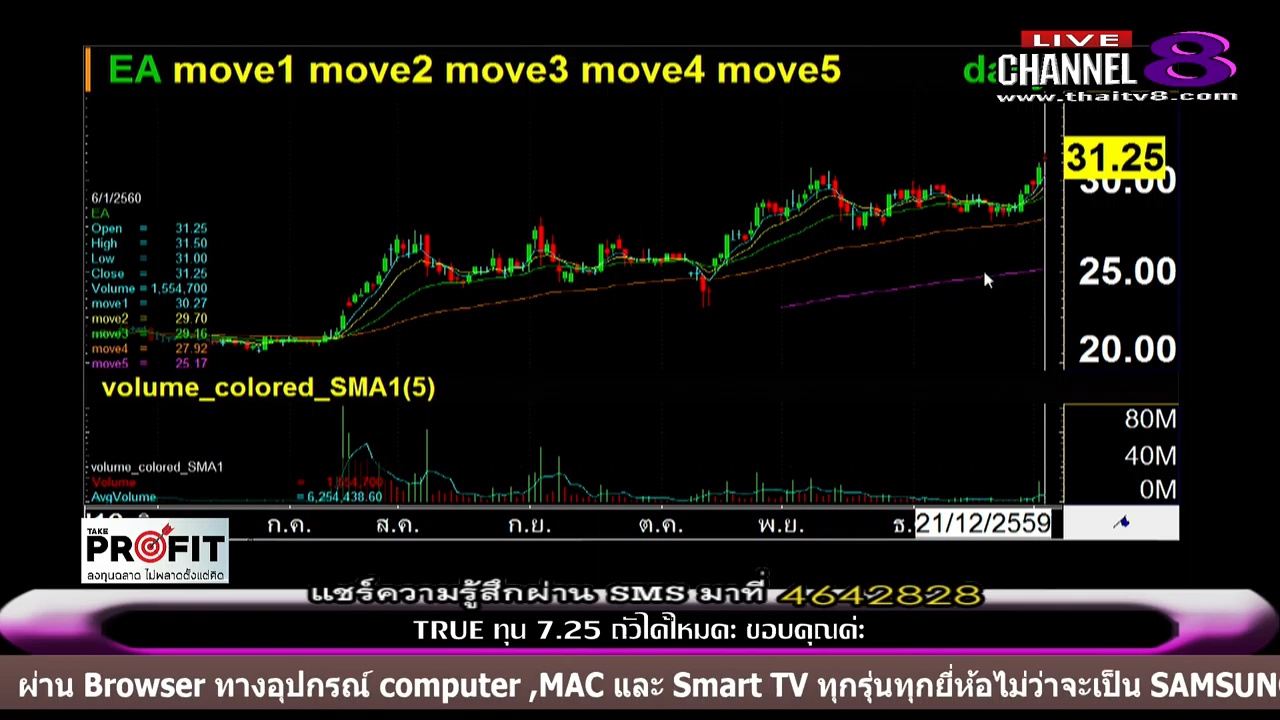 LIVE
CHANNEL 8
www.thaitv8.com
EA move1 move2 move3 move4 move5
31.25
30.00
25.00
20.00
6/1/2560
EA
Open = 31.25
High = 31.50
Low = 31.00
Close = 31.25
Volume = 1,554,700
move1 = 30.27
move2 = 29.70
move3 = 29.16
move4 = 27.92
move5 = 25.17
volume_colored_SMA1(5)
80M
40M
0M
volume_colored_SMA1
Volume = 1,554,700
AvgVolume = 6,254,438.60
ก.ค. ส.ค. ก.ย. ต.ค. พ.ย. ธ. 21/12/2559
TAKE
PROFIT
ลงทุนฉลาด ไม่พลาดตั้งแต่คิด
แชร์ความรู้สึกผ่าน SMS มาที่ 4642828
TRUE ทุน 7.25 ถัวได้ไหมคะ ขอบคุณค่ะ
ผ่าน Browser ทางอุปกรณ์ computer ,MAC และ Smart TV ทุกรุ่นทุกยี่ห้อไม่ว่าจะเป็น SAMSUNG